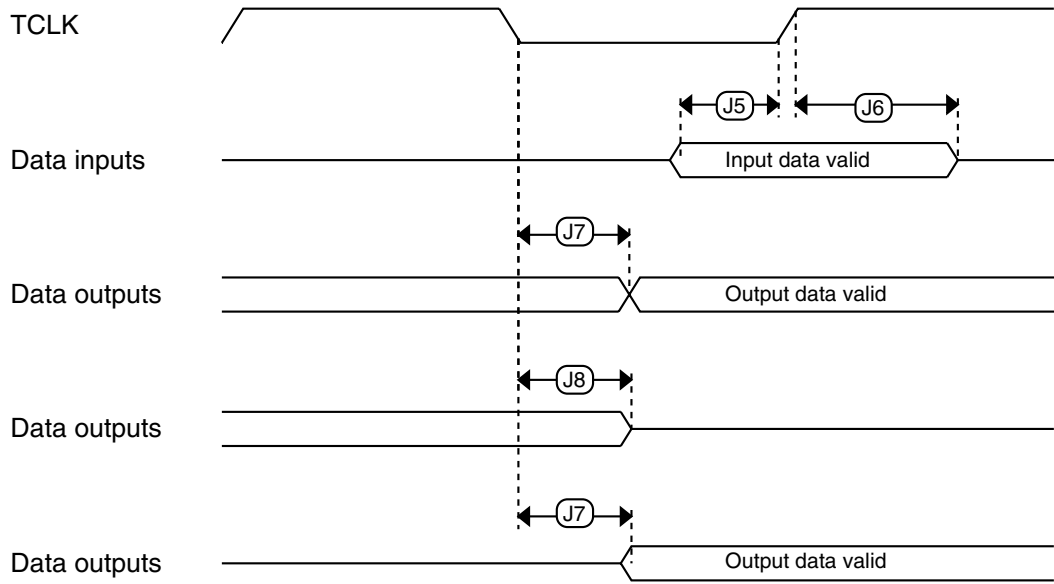 TCLK
J5
J6
Data inputs
Input data valid
J7
Data outputs
Output data valid
J8
Data outputs
J7
Data outputs
Output data valid